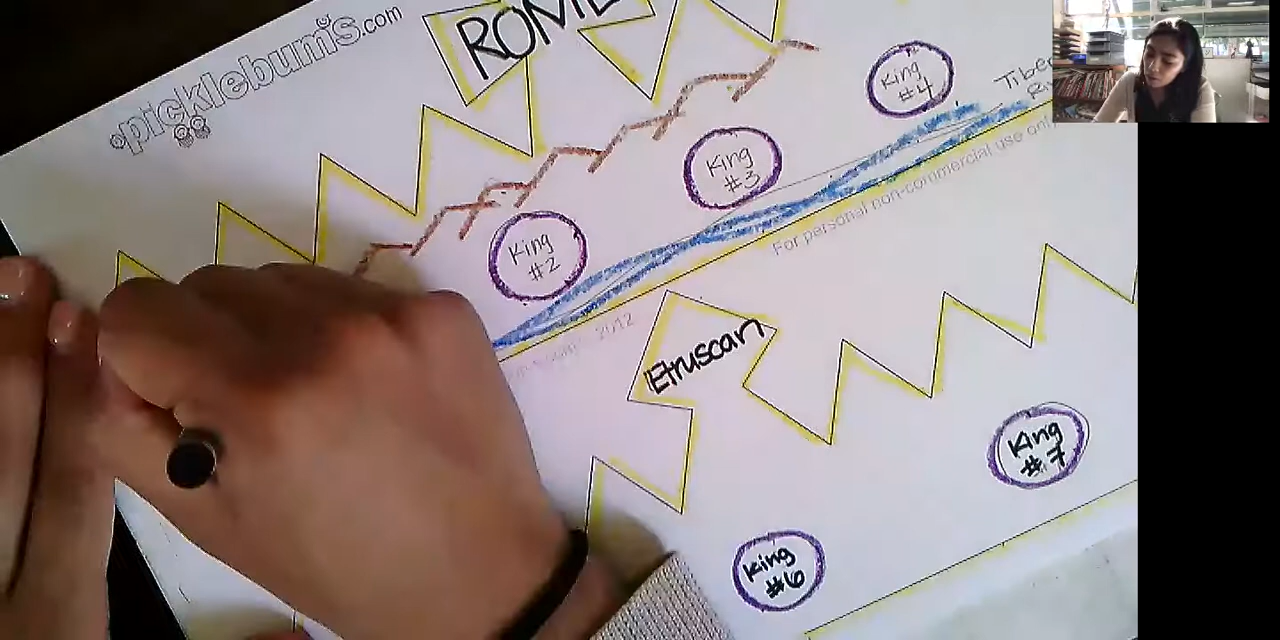 picklebums.com
ROME
King
#4
Tiber
King
#3
King
#2
For personal non-commercial use only
2012
Etruscan
King
#7
King
#6